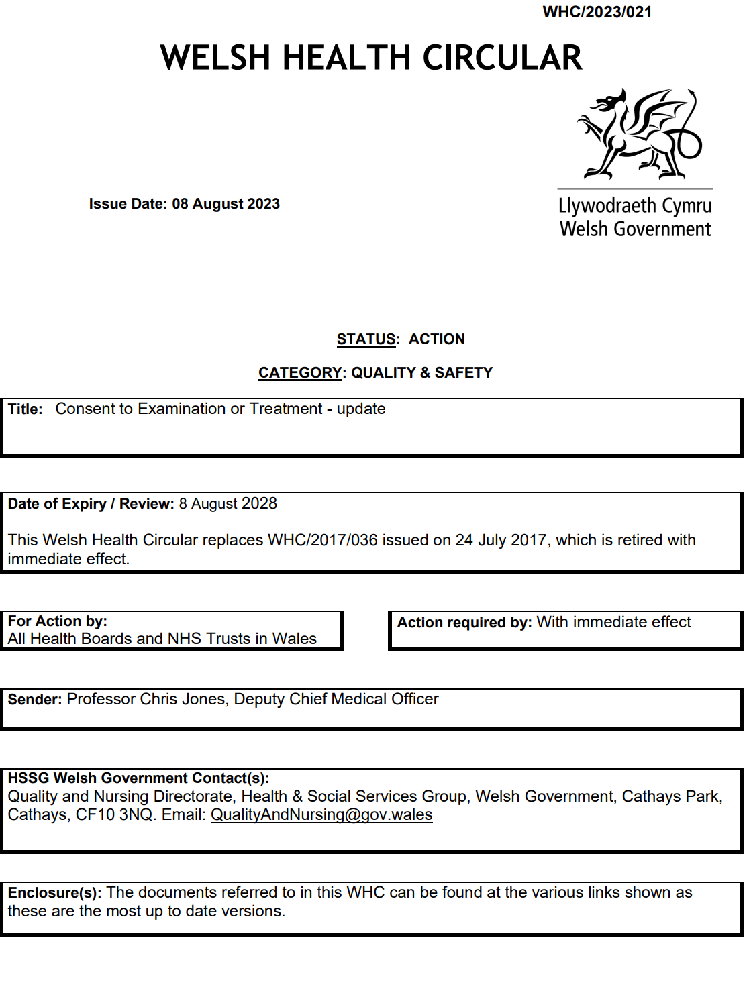 WHC/2023/021
WELSH HEALTH CIRCULAR
Llywodraeth Cymru
Welsh Government
Issue Date: 08 August 2023
STATUS: ACTION
CATEGORY: QUALITY & SAFETY
Title: Consent to Examination or Treatment - update
Date of Expiry / Review: 8 August 2028
This Welsh Health Circular replaces WHC/2017/036 issued on 24 July 2017, which is retired with
immediate effect.
For Action by:
All Health Boards and NHS Trusts in Wales
Action required by: With immediate effect
Sender: Professor Chris Jones, Deputy Chief Medical Officer
HSSG Welsh Government Contact(s):
Quality and Nursing Directorate, Health & Social Services Group, Welsh Government, Cathays Park,
Cathays, CF10 3NQ. Email: QualityAndNursing@gov.wales
Enclosure(s): The documents referred to in this WHC can be found at the various links shown as
these are the most up to date versions.